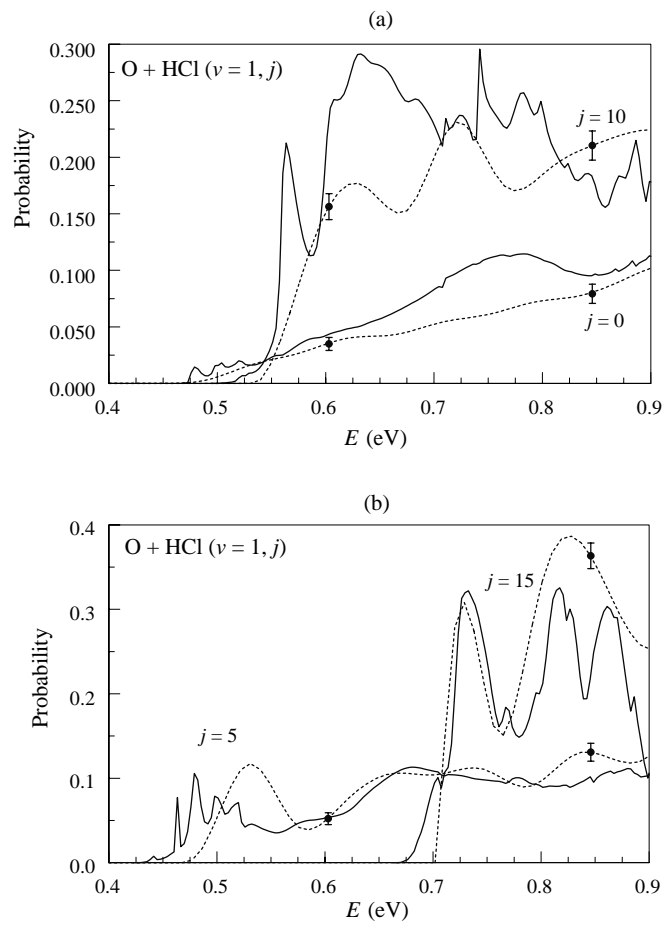 (a)
0.300
O + HCl (v = 1, j)
0.250
j = 10
0.200
Probability
0.150
0.100
0.050
j = 0
0.000
0.4 0.5 0.6 0.7 0.8 0.9
E (eV)
(b)
0.4
O + HCl (v = 1, j)
j = 15
0.3
Probability
0.2
j = 5
0.1
0.0
0.4 0.5 0.6 0.7 0.8 0.9
E (eV)